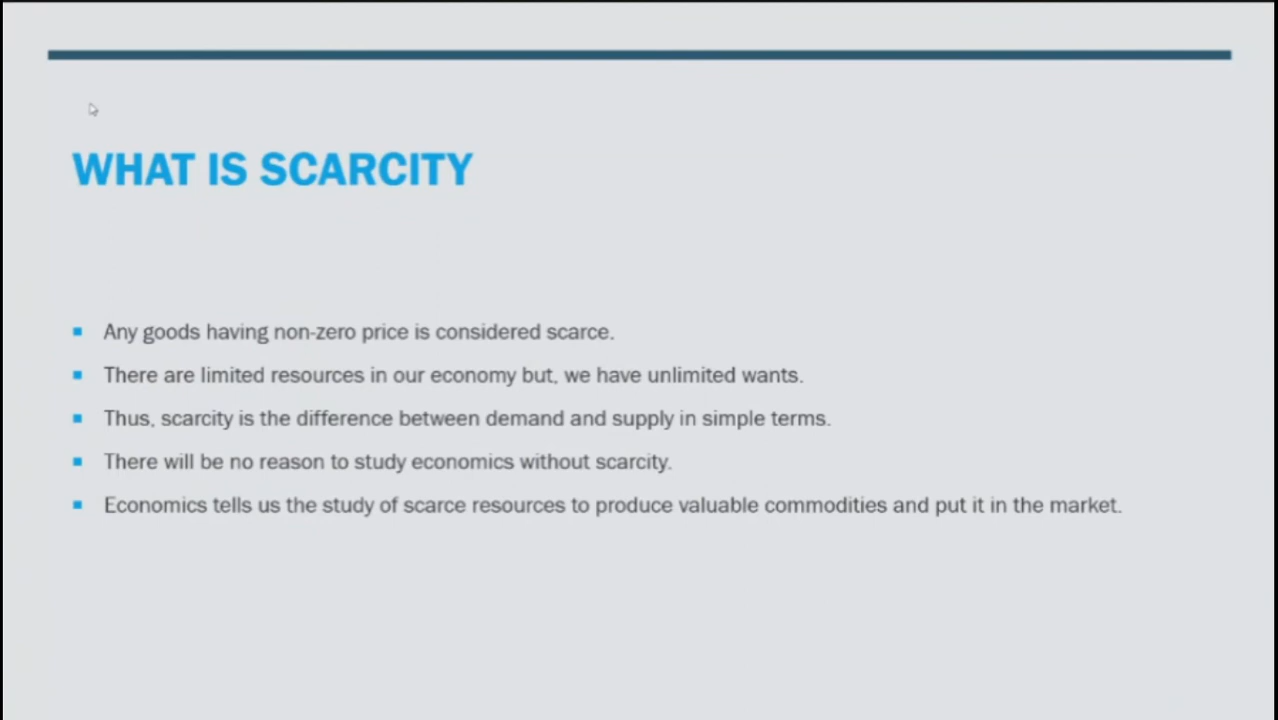 WHAT IS SCARCITY
Any goods having non-zero price is considered scarce.
There are limited resources in our economy but, we have unlimited wants.
Thus, scarcity is the difference between demand and supply in simple terms.
There will be no reason to study economics without scarcity.
Economics tells us the study of scarce resources to produce valuable commodities and put it in the market.